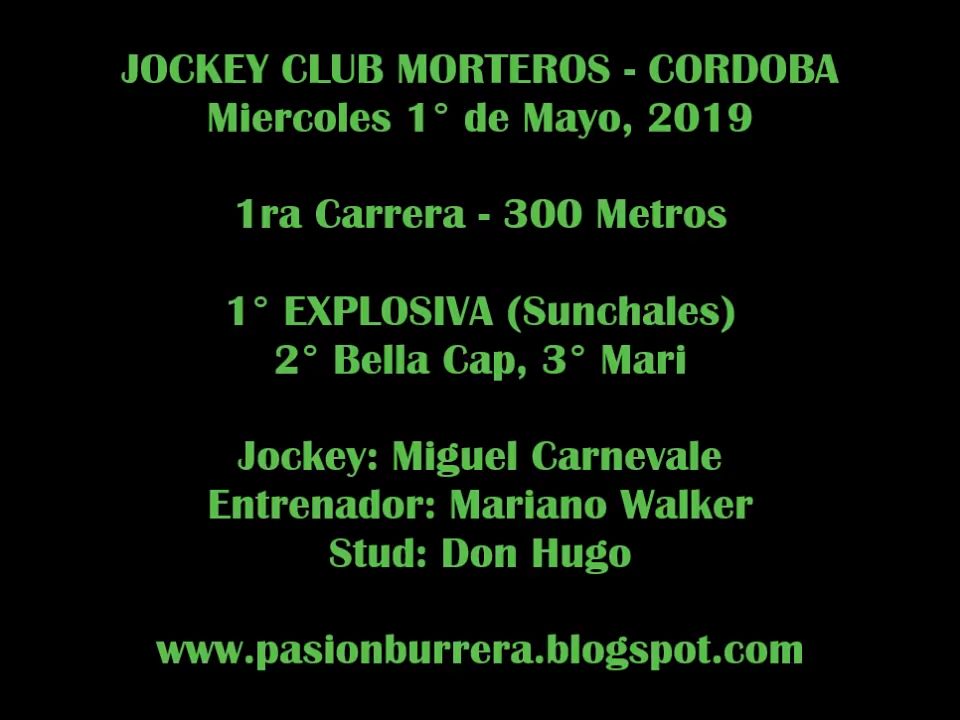 JOCKEY CLUB MORTEROS - CORDOBA
Miercoles 1° de Mayo, 2019
1ra Carrera - 300 Metros
1° EXPLOSIVA (Sunchales)
2° Bella Cap, 3° Mari
Jockey: Miguel Carnevale
Entrenador: Mariano Walker
Stud: Don Hugo
www.pasionburrera.blogspot.com